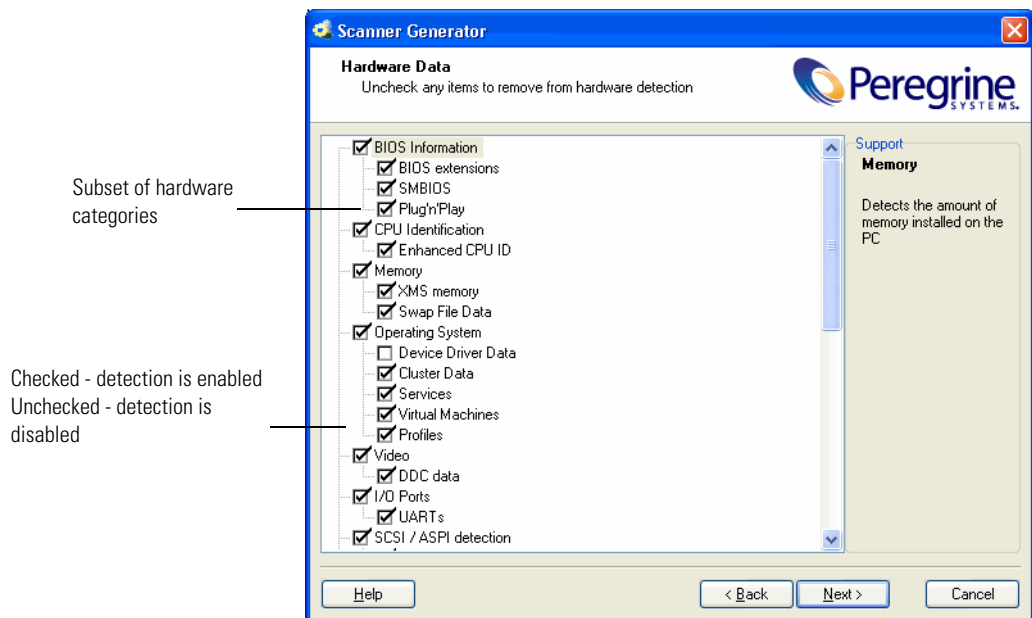 Scanner Generator
Hardware Data
Uncheck any items to remove from hardware detection
Peregrine
SYSTEMS.
Subset of hardware
categories
Checked - detection is enabled
Unchecked - detection is
disabled
BIOS Information
BIOS extensions
SMBIOS
Plug'n'Play
CPU Identification
Enhanced CPU ID
Memory
XMS memory
Swap File Data
Operating System
Device Driver Data
Cluster Data
Services
Virtual Machines
Profiles
Video
DDC data
I/O Ports
UARTs
SCSI / ASPI detection
Support
Memory
Detects the amount of
memory installed on the
PC
Help
< Back
Next >
Cancel